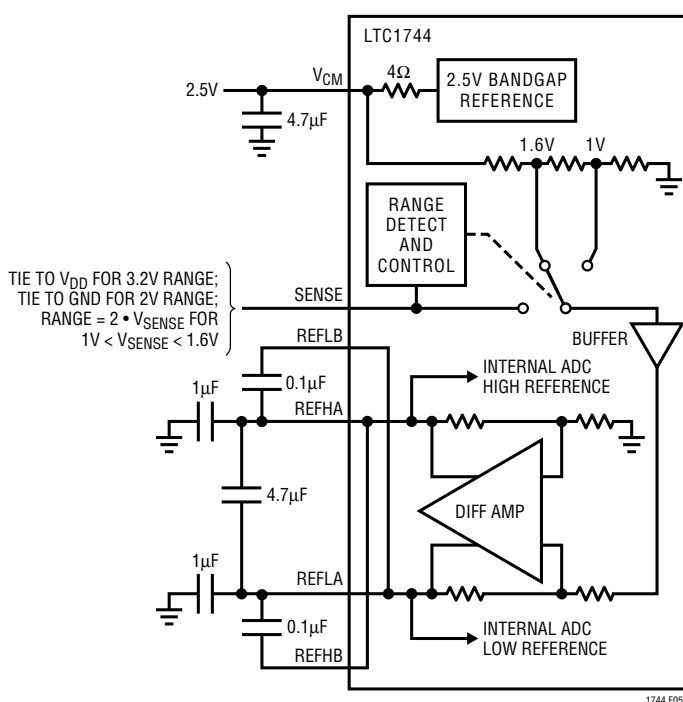 LTC1744
2.5V
VCM
4Ω
2.5V BANDGAP
REFERENCE
4.7µF
1.6V
1V
RANGE
DETECT
AND
CONTROL
TIE TO VDD FOR 3.2V RANGE;
TIE TO GND FOR 2V RANGE;
RANGE = 2 • VSENSE FOR
1V < VSENSE < 1.6V
SENSE
REFLB
BUFFER
0.1µF
INTERNAL ADC
HIGH REFERENCE
1µF
REFHA
4.7µF
DIFF AMP
1µF
REFLA
0.1µF
INTERNAL ADC
LOW REFERENCE
REFHB
1744 F05